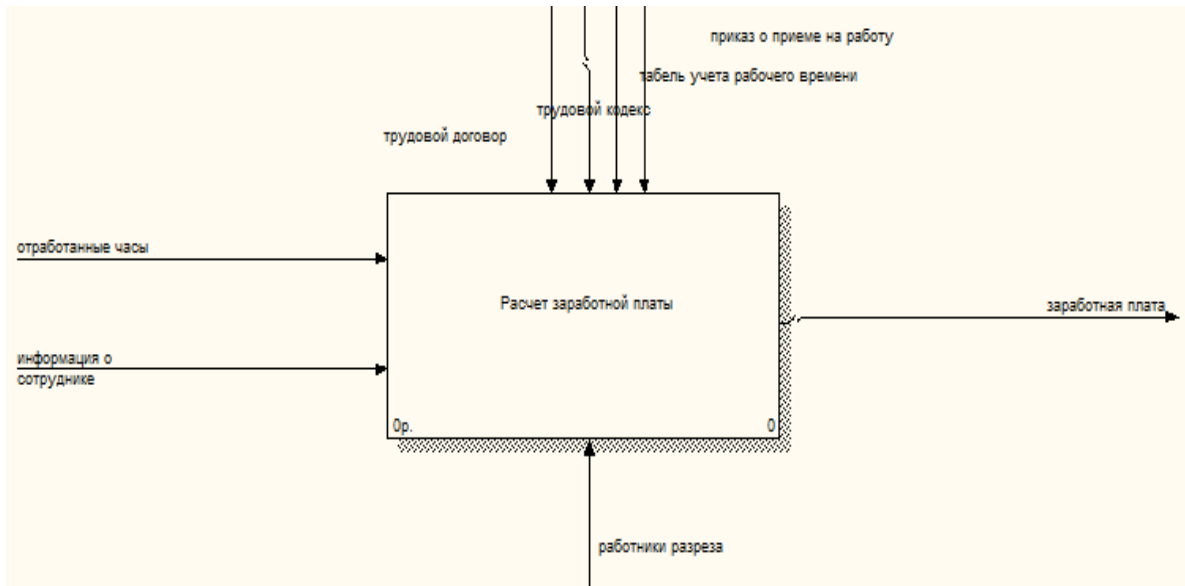 приказ о приеме на работу
табель учета рабочего времени
трудовой кодекс
трудовой договор
отработанные часы
Расчет заработной платы
заработная плата
информация о
сотруднике
0р.
0
работники разреза